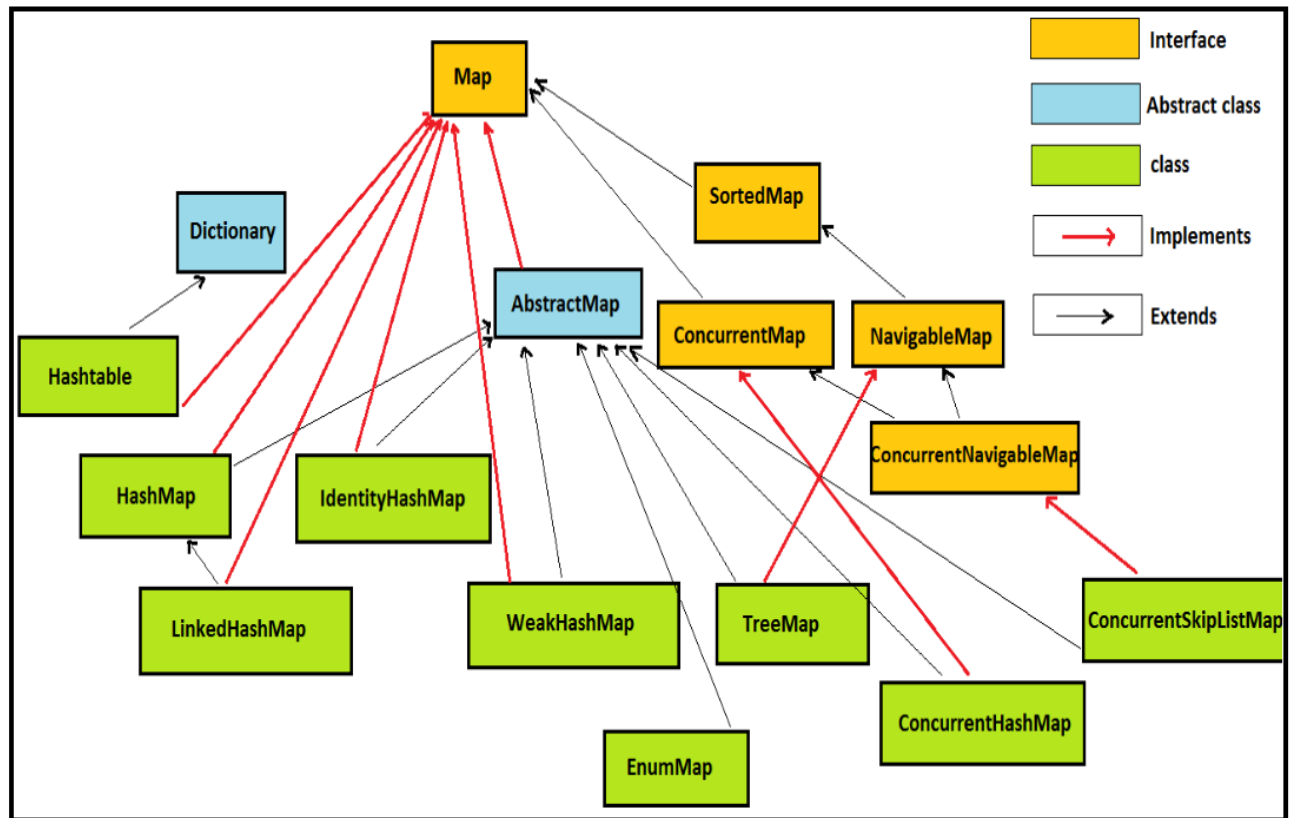 Map
Interface
Abstract class
class
SortedMap
Dictionary
Implements
AbstractMap
ConcurrentMap
NavigableMap
Extends
Hashtable
ConcurrentNavigableMap
HashMap
IdentityHashMap
LinkedHashMap
WeakHashMap
TreeMap
ConcurrentSkipListMap
ConcurrentHashMap
EnumMap